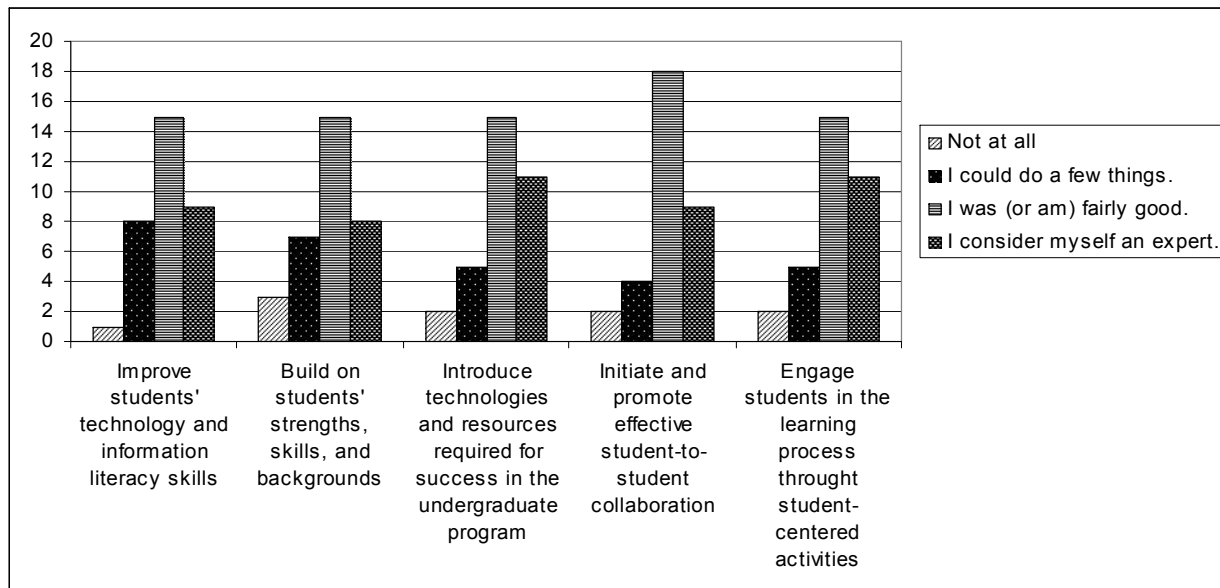 20
18
16
14
12
10
8
6
4
2
0
Not at all
I could do a few things.
I was (or am) fairly good.
I consider myself an expert.
Improve
students'
technology and
information
literacy skills
Build on
students'
strengths,
skills, and
backgrounds
Introduce
technologies
and resources
required for
success in the
undergraduate
program
Initiate and
promote
effective
student-to-
student
collaboration
Engage
students in the
learning
process
throught
student-
centered
activities